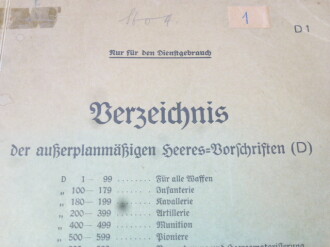 1
D 1
Nur für den Dienstgebrauch
Verzeichnis
der außerplanmäßigen Heeres=Vorschriften (D)
D 1 — 99 Für alle Waffen
„ 100—179 Infanterie
„ 180—199 Kavallerie
„ 200—399 Artillerie
„ 400—499 Munition
„ 500—599 Pioniere